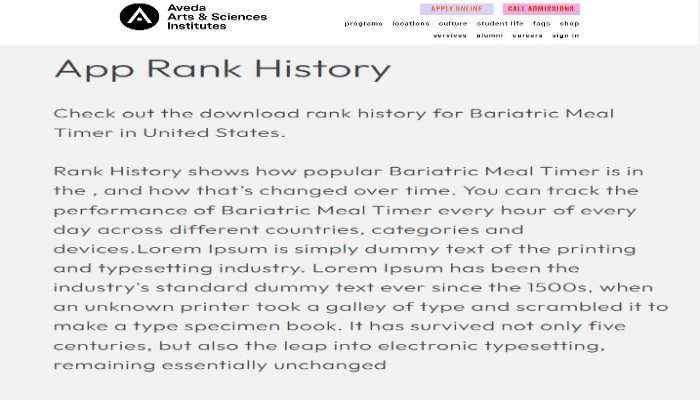 Aveda
Arts & Sciences
Institutes
APPLY ONLINE
CALL ADMISSIONS
programs locations culture student life faqs shop
services alumni careers sign in
App Rank History
Check out the download rank history for Bariatric Meal
Timer in United States.
Rank History shows how popular Bariatric Meal Timer is in
the , and how that's changed over time. You can track the
performance of Bariatric Meal Timer every hour of every
day across different countries, categories and
devices.Lorem Ipsum is simply dummy text of the printing
and typesetting industry. Lorem Ipsum has been the
industry's standard dummy text ever since the 1500s, when
an unknown printer took a galley of type and scrambled it to
make a type specimen book. It has survived not only five
centuries, but also the leap into electronic typesetting,
remaining essentially unchanged